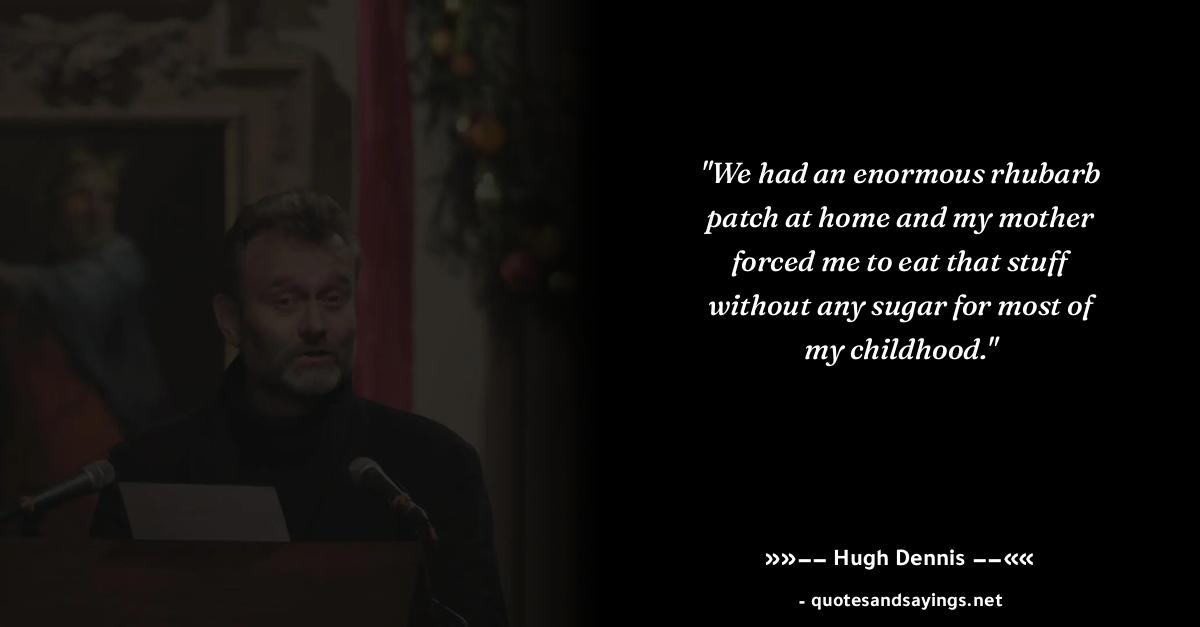 "We had an enormous rhubarb
patch at home and my mother
forced me to eat that stuff
without any sugar for most of
my childhood."
»»–– Hugh Dennis ––««
- quotesandsayings.net